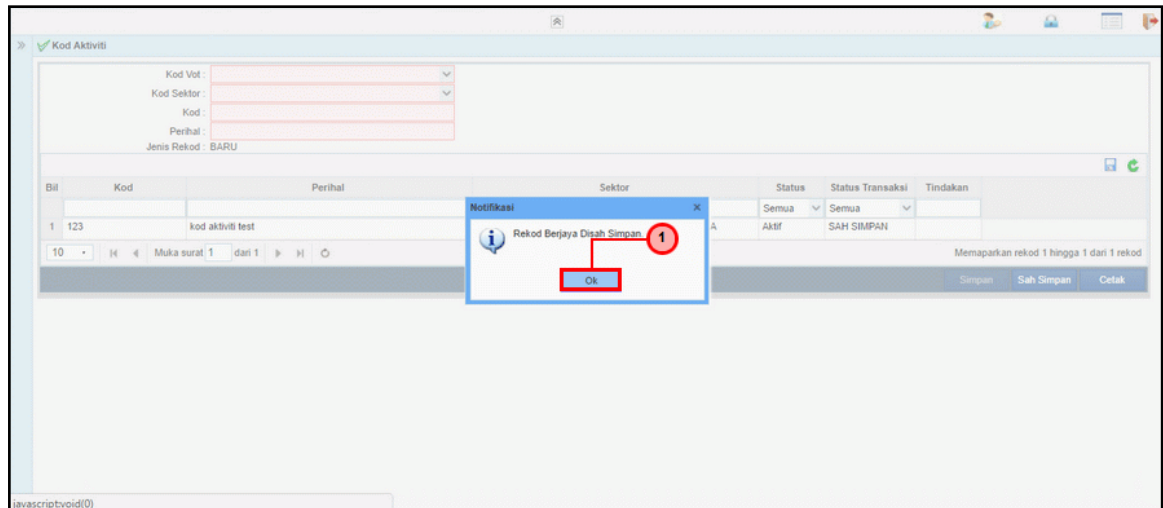 Kod Aktiviti
Kod Vot :
Kod Sektor :
Kod :
Perihal :
Jenis Rekod : BARU
Bil Kod Perihal Sektor Status Status Transaksi Tindakan
Semua Semua
1 123 kod aktiviti test A Aktif SAH SIMPAN
Notifikasi x
Rekod Berjaya Disah Simpan.
1
Ok
10 Muka surat 1 dari 1 Memaparkan rekod 1 hingga 1 dari 1 rekod
Simpan Sah Simpan Cetak
javascript:void(0)